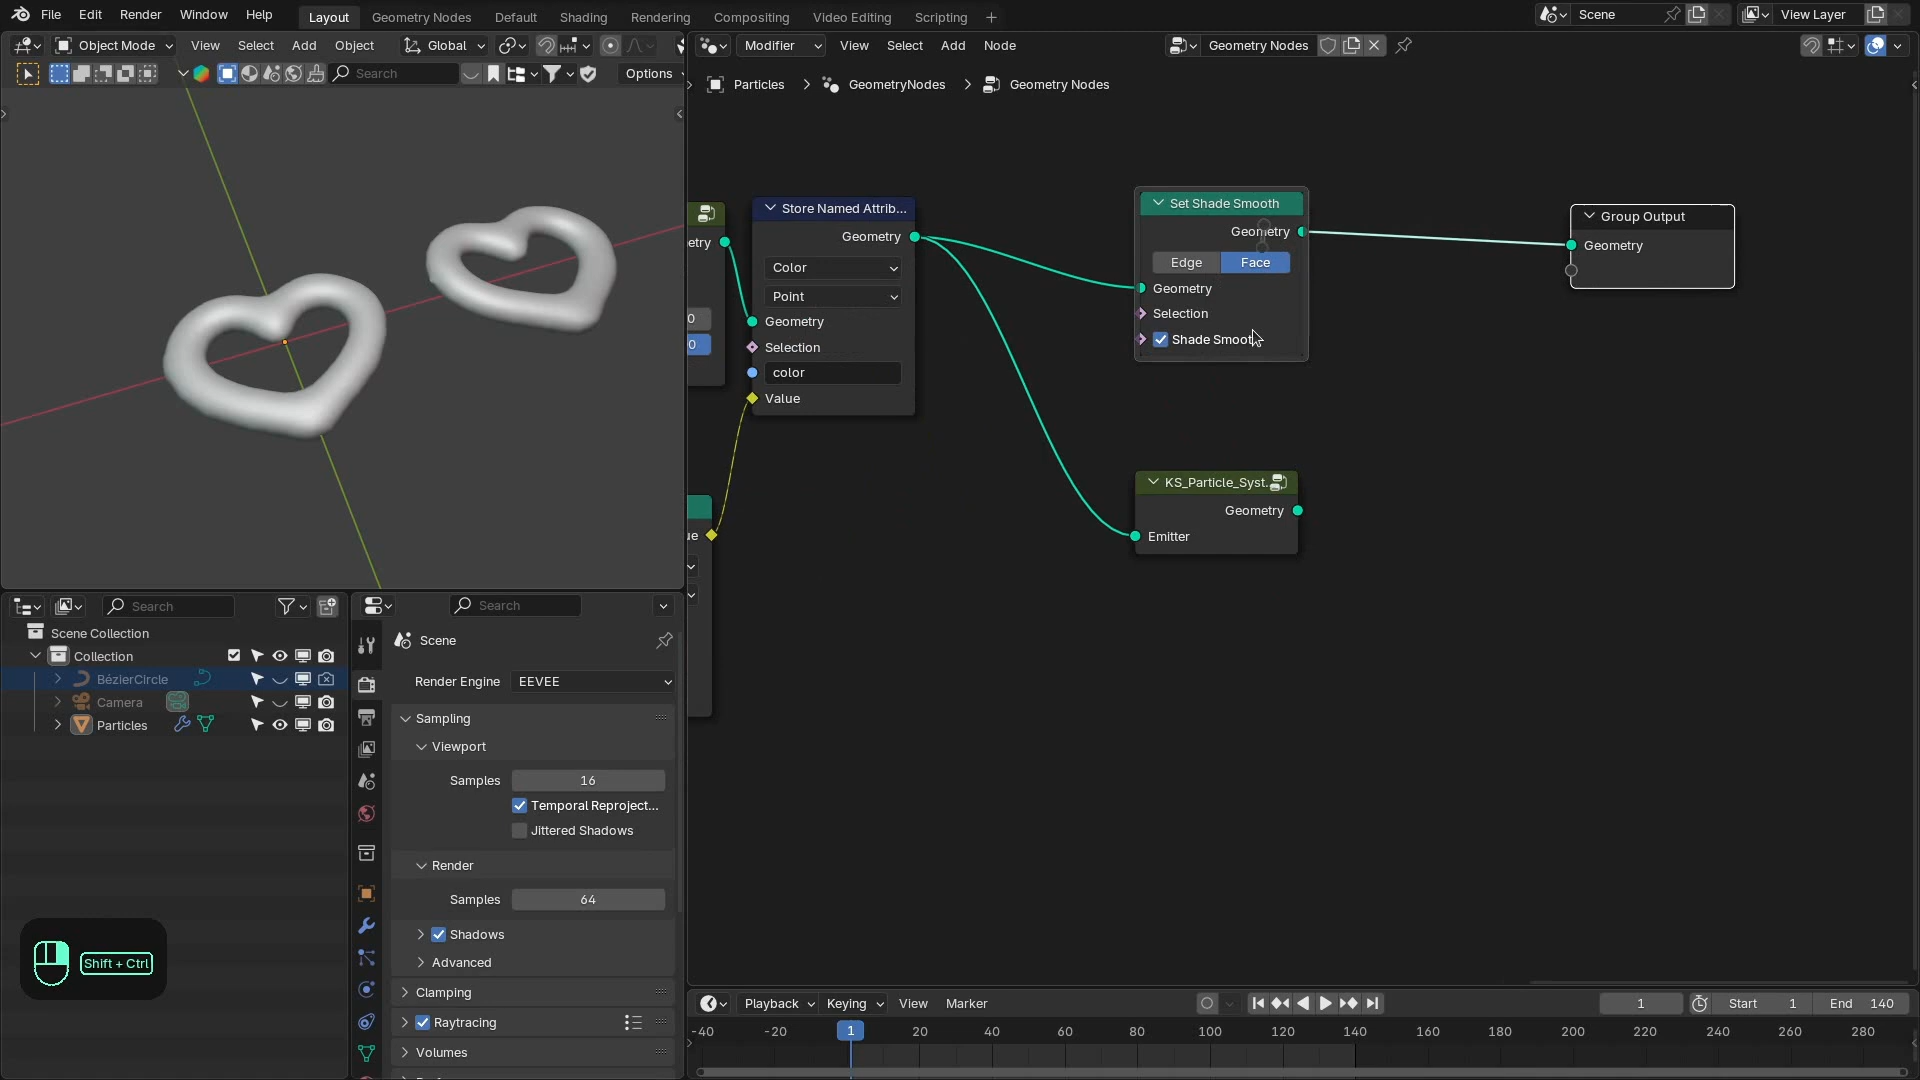 File Edit Render Window Help Layout Geometry Nodes Default Shading Rendering Compositing Video Editing Scripting + Scene View Layer
Object Mode View Select Add Object Global
Search Options
Modifier View Select Add Node Geometry Nodes
Particles > GeometryNodes > Geometry Nodes
etry
0
0
ue
Store Named Attrib...
Geometry
Color
Point
Geometry
Selection
color
Value
Set Shade Smooth
Geometry
Edge Face
Geometry
Selection
Shade Smooth
KS_Particle_Syst...
Geometry
Emitter
Group Output
Geometry
Search
Scene Collection
Collection
BézierCircle
Camera
Particles
Shift + Ctrl
Search
Scene
Render Engine EEVEE
Sampling
Viewport
Samples 16
Temporal Reproject...
Jittered Shadows
Render
Samples 64
Shadows
Advanced
Clamping
Raytracing
Volumes
Playback Keying View Marker 1 Start 1 End 140
-40 -20 1 20 40 60 80 100 120 140 160 180 200 220 240 260 280